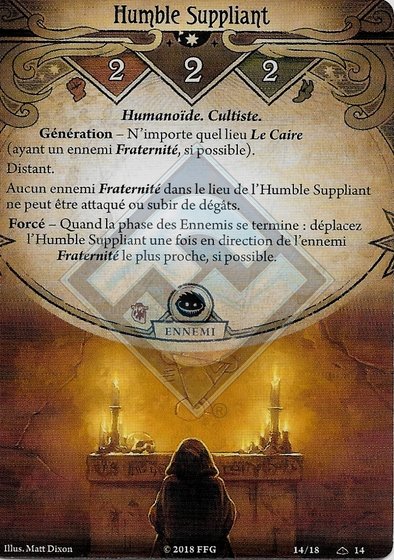 Humble Suppliant
2 2 2
Humanoïde. Cultiste.
Génération – N'importe quel lieu Le Caire
(ayant un ennemi Fraternité, si possible).
Distant.
Aucun ennemi Fraternité dans le lieu de l'Humble Suppliant
ne peut être attaqué ou subir de dégâts.
Forcé – Quand la phase des Ennemis se termine : déplacez
l'Humble Suppliant une fois en direction de l'ennemi
Fraternité le plus proche, si possible.
ENNEMI
Illus. Matt Dixon © 2018 FFG 14/18 14